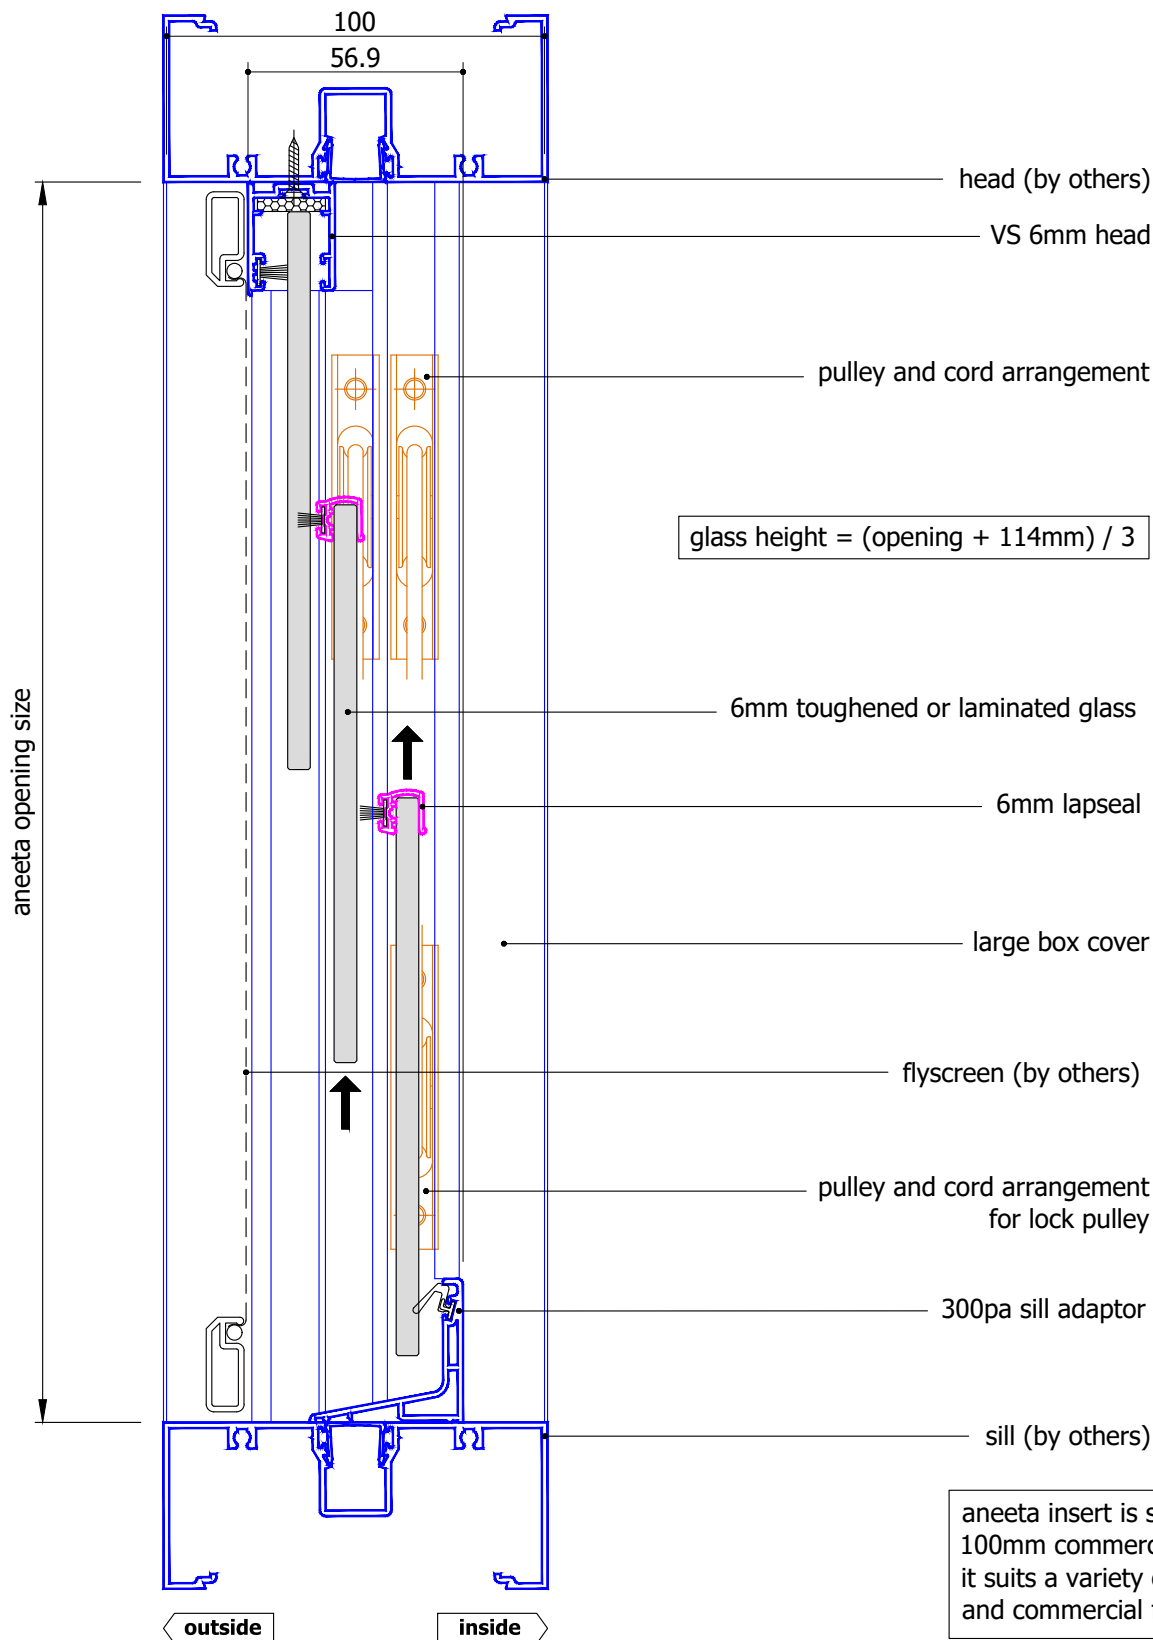 100
56.9
head (by others)
VS 6mm head
pulley and cord arrangement
glass height = (opening + 114mm) / 3
6mm toughened or laminated glass
6mm lapseal
aneeta opening size
large box cover
flyscreen (by others)
pulley and cord arrangement
for lock pulley
300pa sill adaptor
sill (by others)
aneeta insert is
100mm
it suits a variety
and commercial
outside
inside